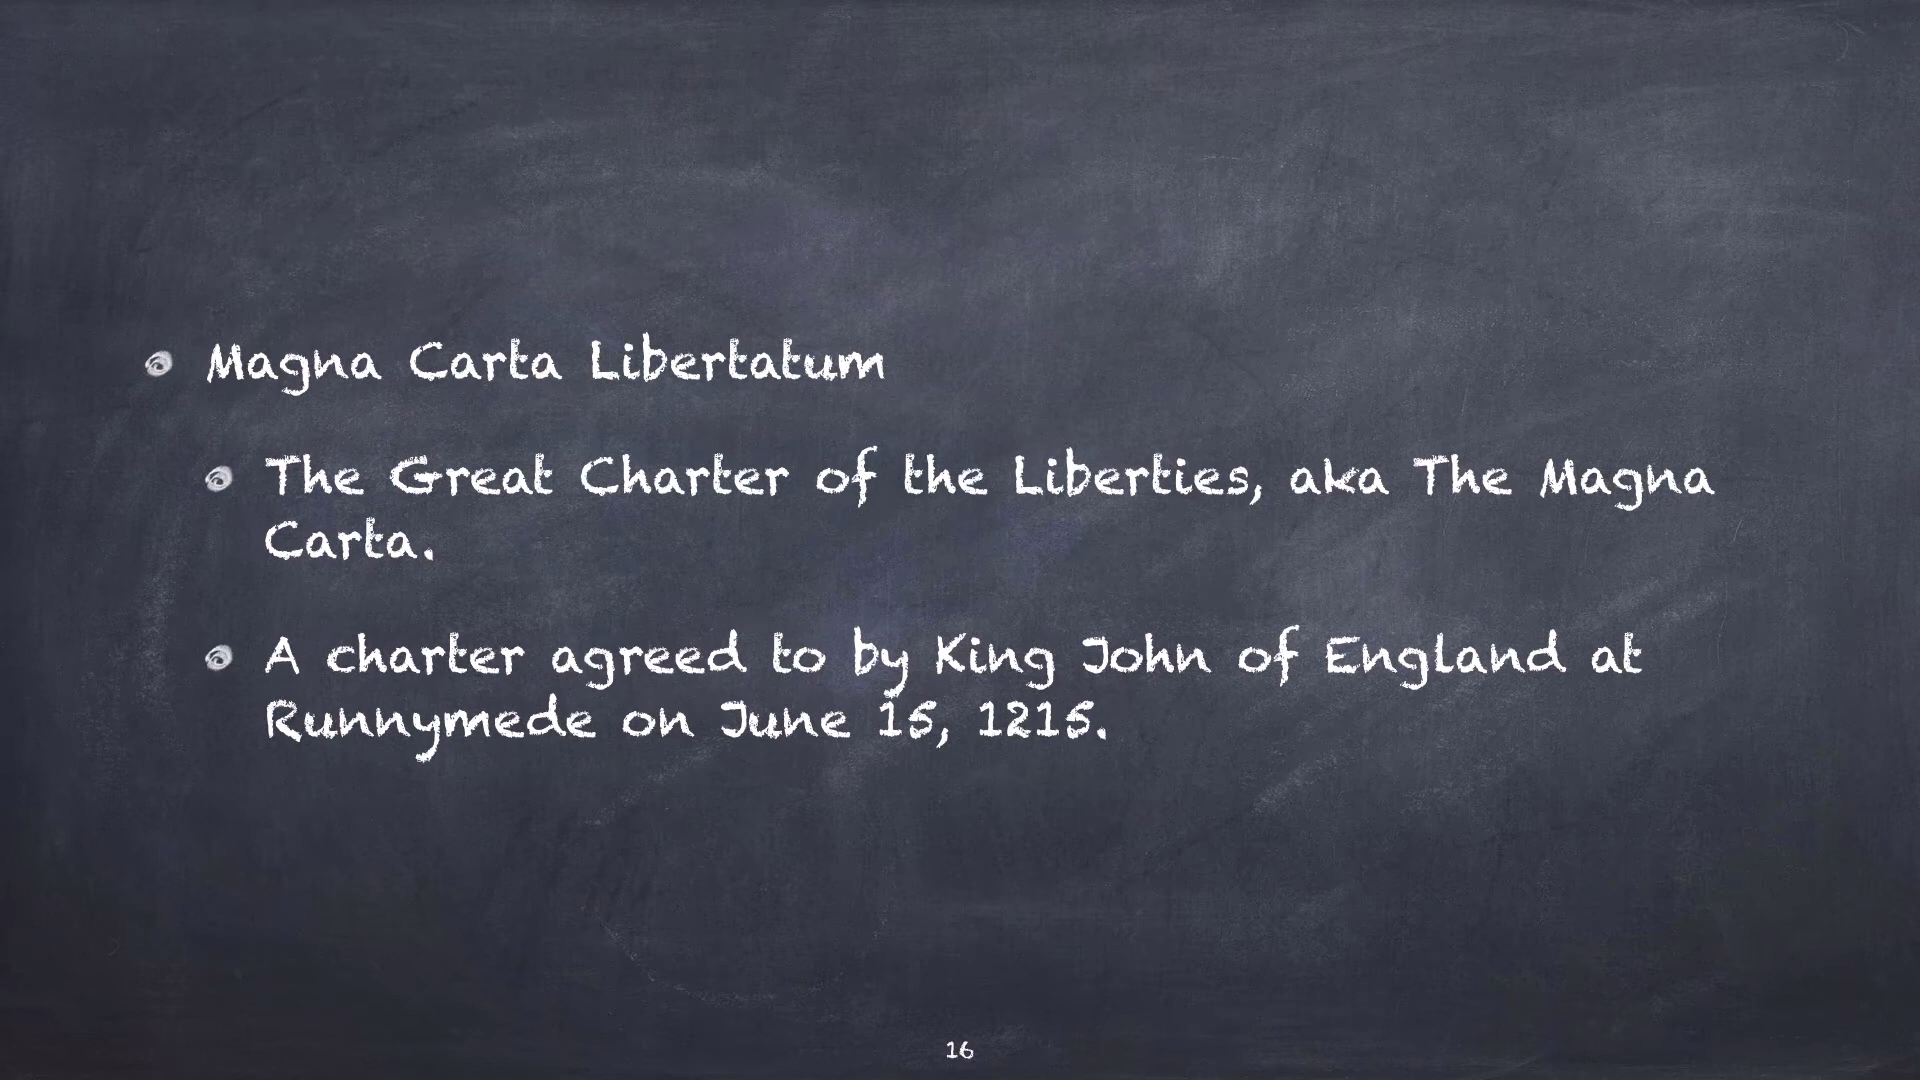 Magna Carta Libertatum
The Great Charter of the Liberties, aka The Magna
Carta.
A charter agreed to by King John of England at
Runnymede on June 15, 1215.
16